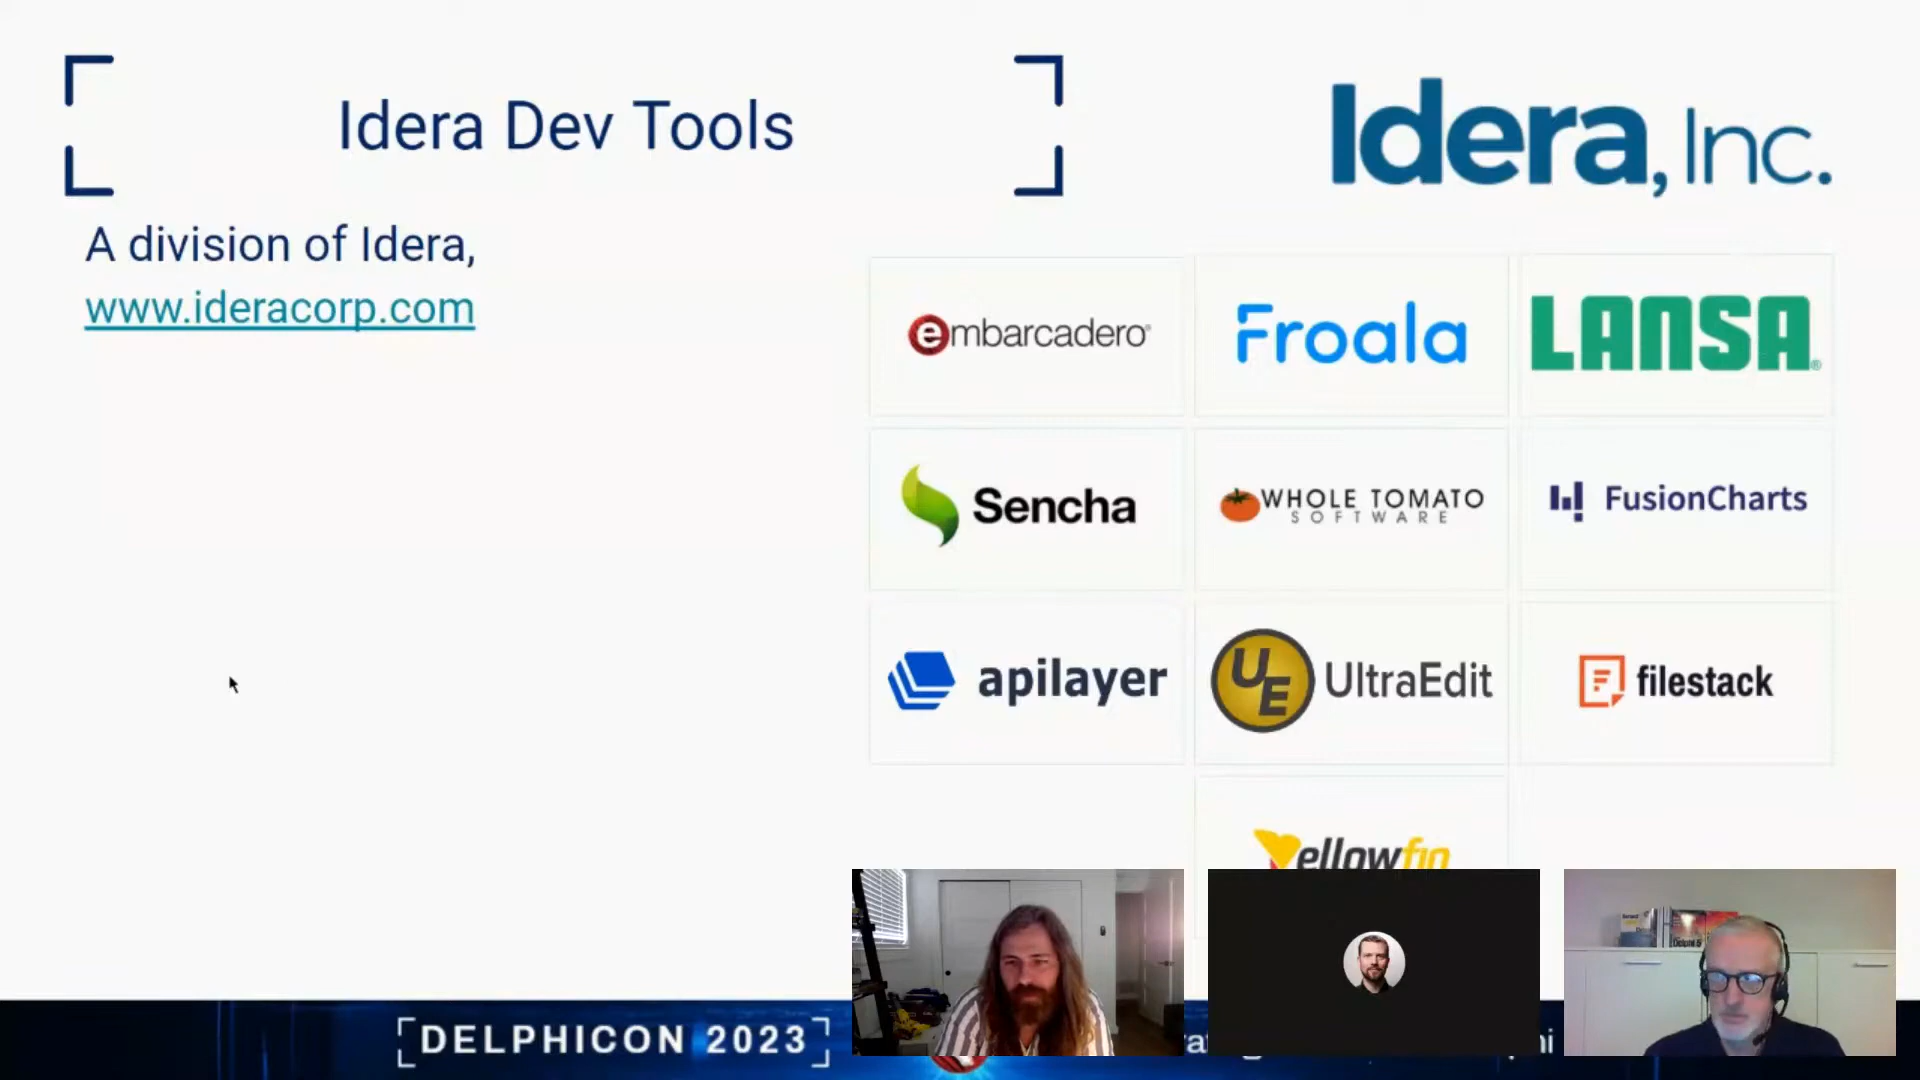 Idera Dev Tools
Idera, Inc.
A division of Idera,
www.ideracorp.com
embarcadero®
Froala
LANSA®
Sencha
WHOLE TOMATO
SOFTWARE
FusionCharts
apilayer
UE UltraEdit
filestack
Yellowfin
DELPHICON 2023